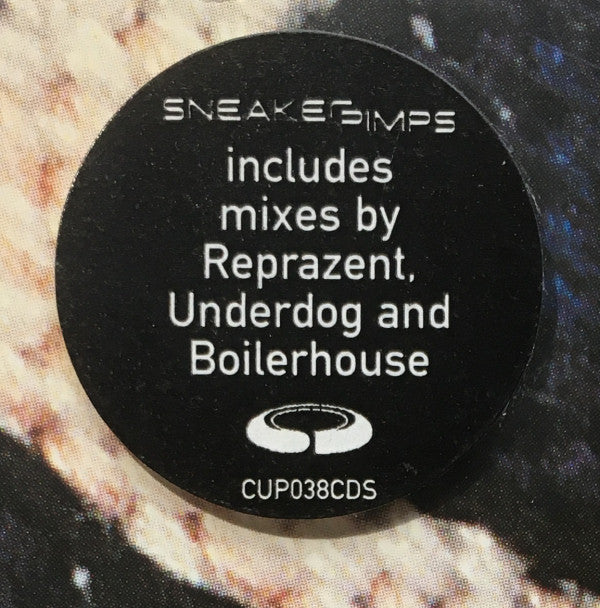 SNEAKER PIMPS
includes
mixes by
Reprazent,
Underdog and
Boilerhouse
CUP038CDS